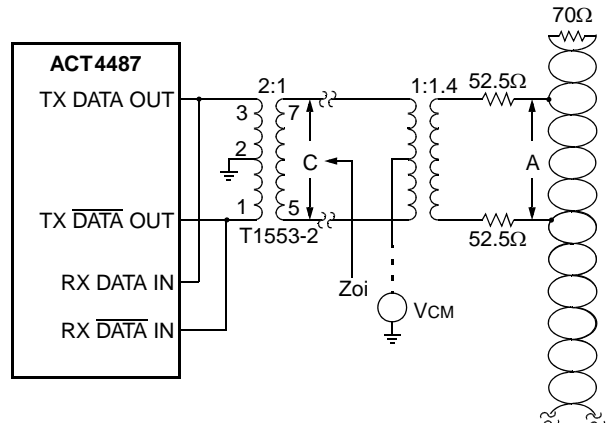 70Ω
ACT4487
2:1
1:1.4
52.5Ω
TX DATA OUT
3
7
2
C
A
TX DATA OUT
1
5
T1553-2
52.5Ω
RX DATA IN
Zoi
VCM
RX DATA IN